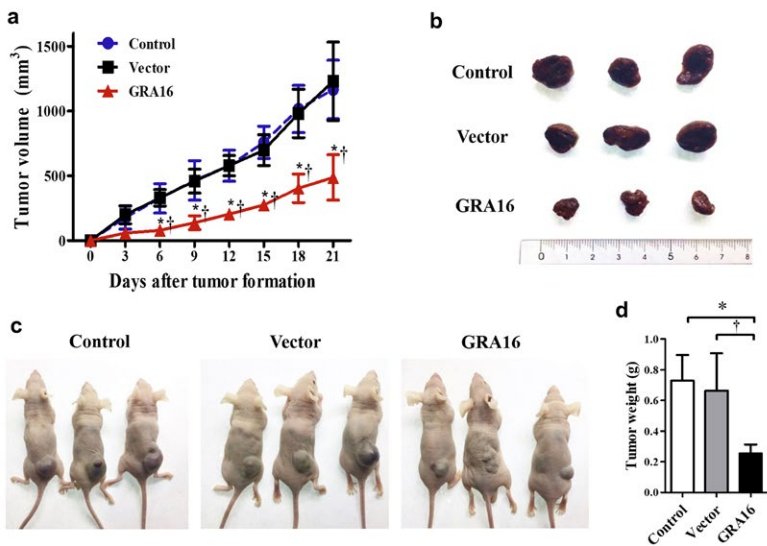 a
1500
1000
500
0
Tumor volume (mm³)
Control
Vector
GRA16
*†
*†
*†
*†
*†
*†
0 3 6 9 12 15 18 21
Days after tumor formation
b
Control
Vector
GRA16
0 1 2 3 4 5 6 7 8
c
Control Vector GRA16
d
*
†
1.0
0.8
0.6
0.4
0.2
0.0
Tumor weight (g)
Control Vector GRA16